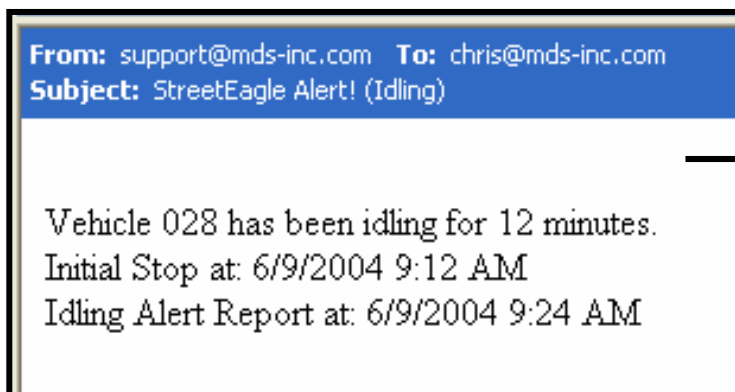 From: support@mds-inc.com To: chris@mds-inc.com
Subject: StreetEagle Alert! (Idling)
Vehicle 028 has been idling for 12 minutes.
Initial Stop at: 6/9/2004 9:12 AM
Idling Alert Report at: 6/9/2004 9:24 AM